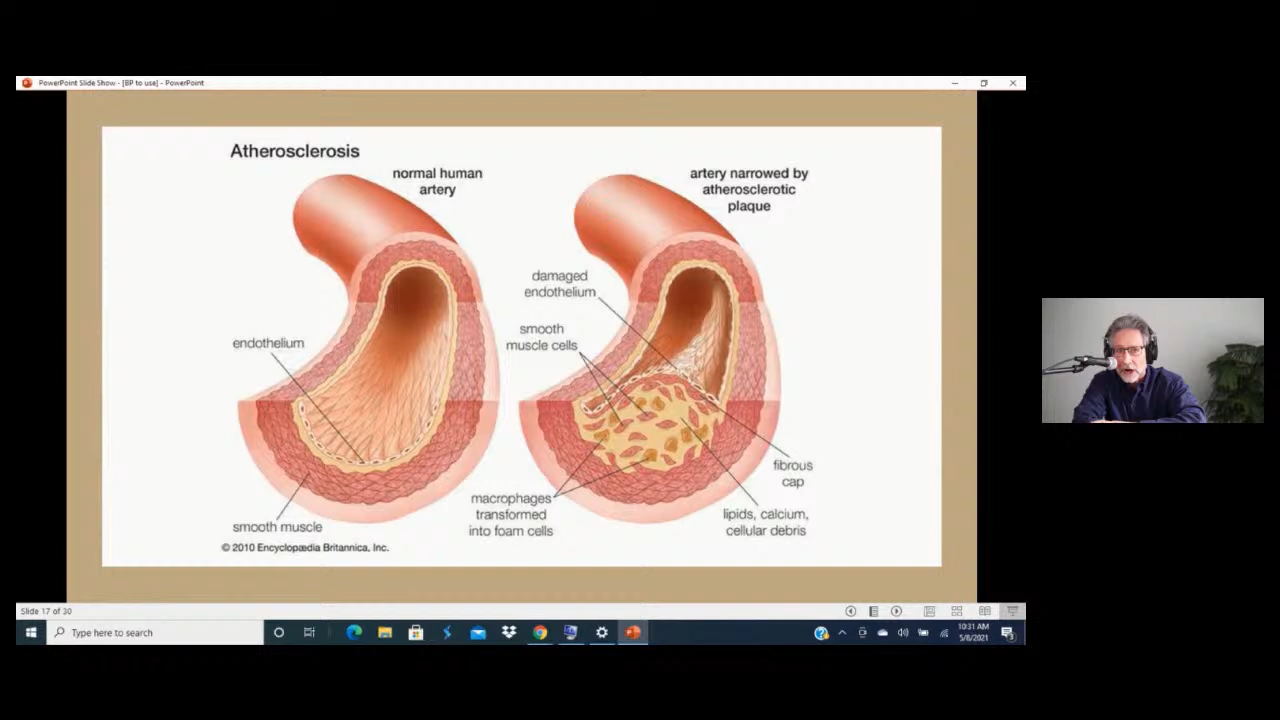 PowerPoint Slide Show - [BP to use] - PowerPoint
Atherosclerosis
normal human
artery
artery narrowed by
atherosclerotic
plaque
damaged
endothelium
smooth
muscle cells
endothelium
fibrous
cap
macrophages
transformed
into foam cells
lipids, calcium,
cellular debris
smooth muscle
© 2010 Encyclopædia Britannica, Inc.
Slide 17 of 30
Type here to search
10:31 AM
5/8/2021